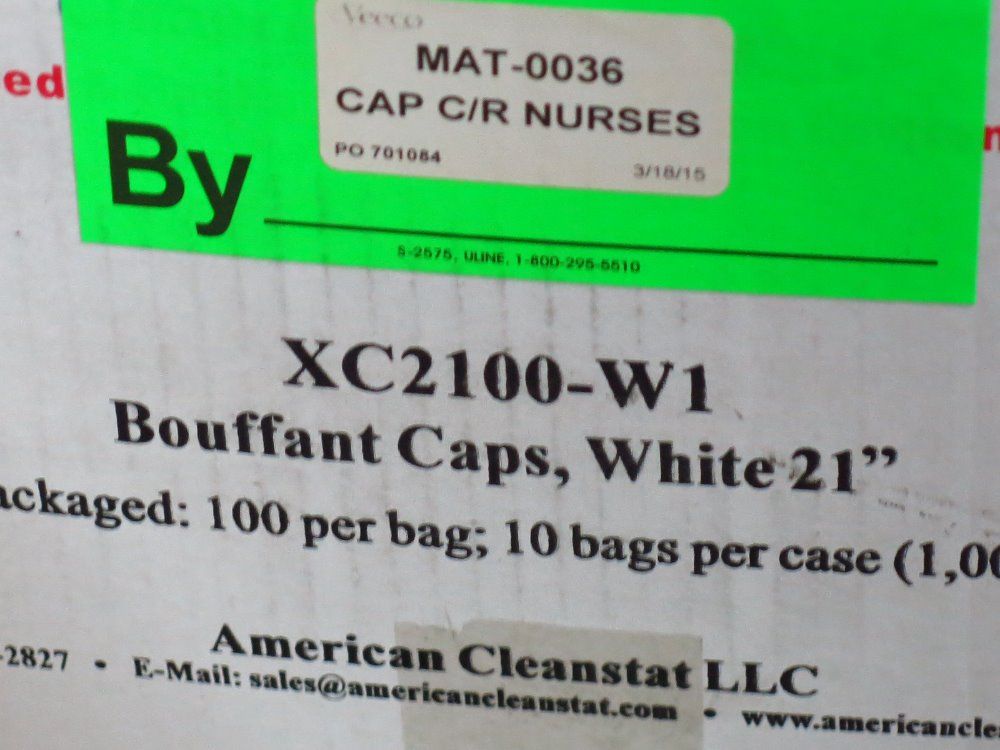 Veeco
MAT-0036
CAP C/R NURSES
PO 701084 3/18/15
ed
By
S-2575, ULINE, 1-800-295-5510
XC2100-W1
Bouffant Caps, White 21”
ackaged: 100 per bag; 10 bags per case (1,00
American Cleanstat LLC
-2827 • E-Mail: sales@americancleanstat.com • www.americancle